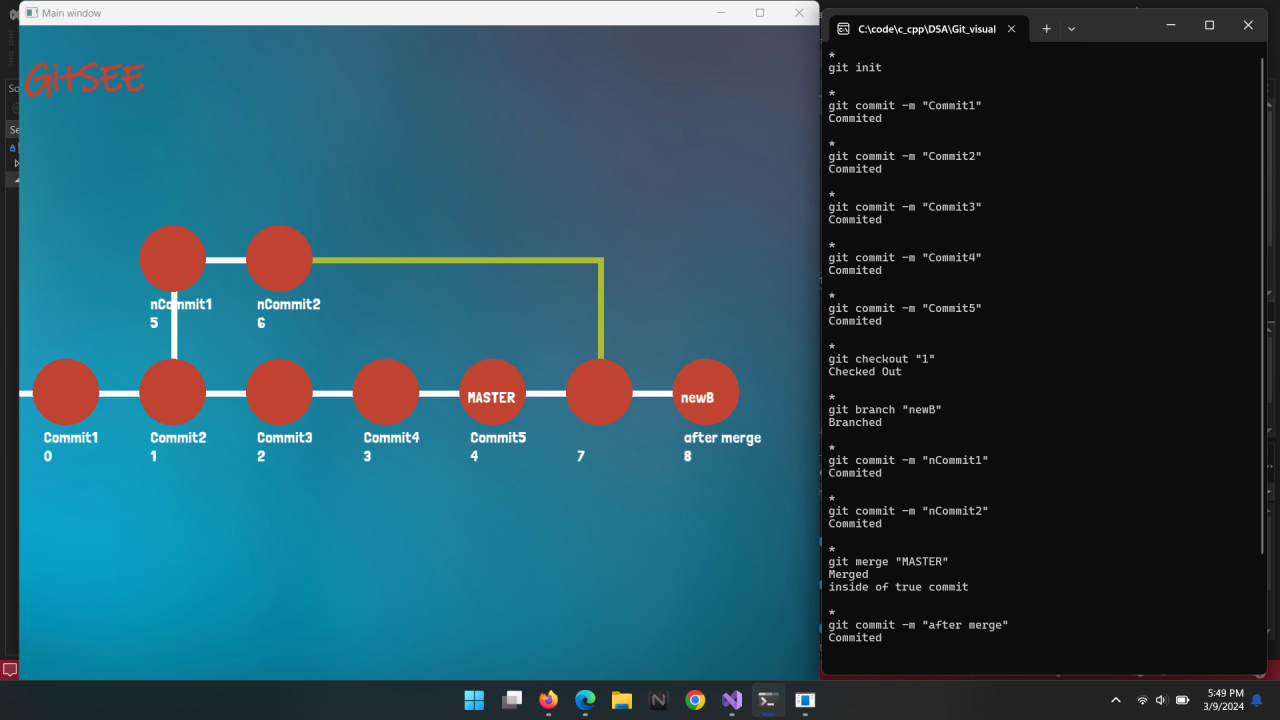 Main window
GitSEE
nCommit1
5
nCommit2
6
MASTER
newB
Commit1
0
Commit2
1
Commit3
2
Commit4
3
Commit5
4
7
after merge
8
C:\code\c_cpp\DSA\Git_visual
*
git init
*
git commit -m "Commit1"
Commited
*
git commit -m "Commit2"
Commited
*
git commit -m "Commit3"
Commited
*
git commit -m "Commit4"
Commited
*
git commit -m "Commit5"
Commited
*
git checkout "1"
Checked Out
*
git branch "newB"
Branched
*
git commit -m "nCommit1"
Commited
*
git commit -m "nCommit2"
Commited
*
git merge "MASTER"
Merged
inside of true commit
*
git commit -m "after merge"
Commited
5:49 PM
3/9/2024